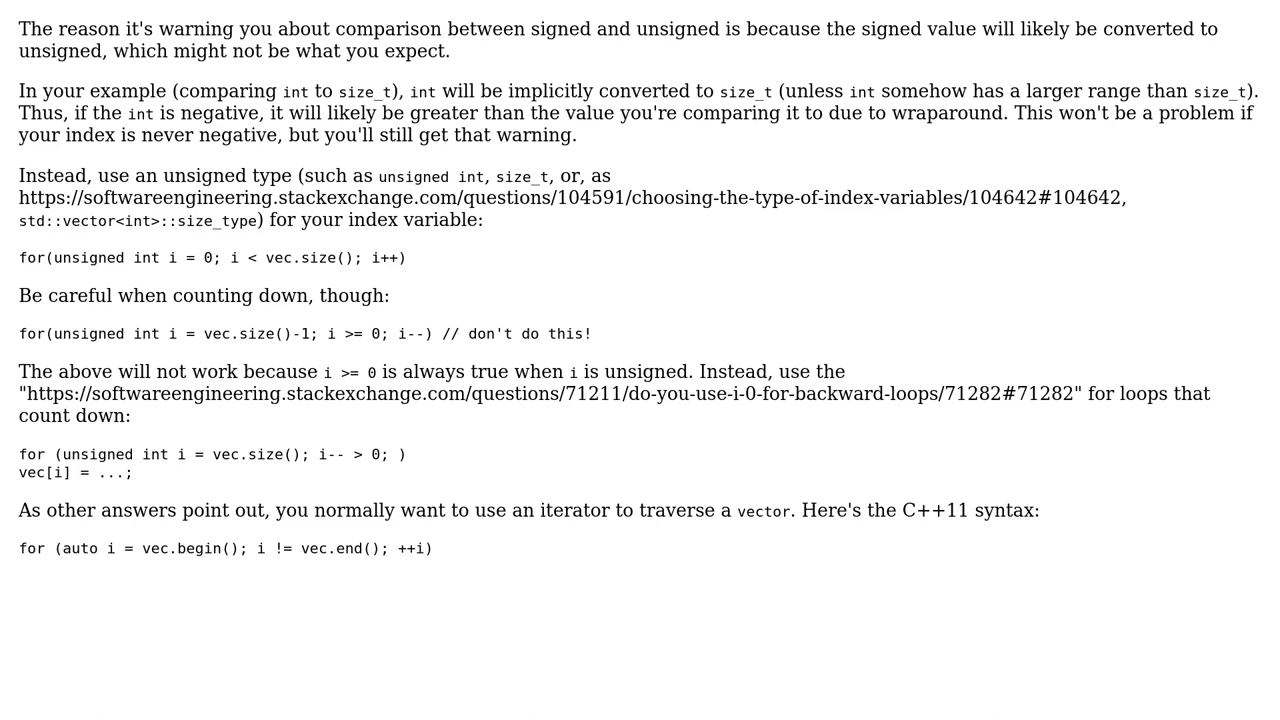 The reason it's warning you about comparison between signed and unsigned is because the signed value will likely be converted to
unsigned, which might not be what you expect.
In your example (comparing int to size_t), int will be implicitly converted to size_t (unless int somehow has a larger range than size_t).
Thus, if the int is negative, it will likely be greater than the value you're comparing it to due to wraparound. This won't be a problem if
your index is never negative, but you'll still get that warning.
Instead, use an unsigned type (such as unsigned int, size_t, or, as
https://softwareengineering.stackexchange.com/questions/104591/choosing-the-type-of-index-variables/104642#104642,
std::vector<int>::size_type) for your index variable:
for(unsigned int i = 0; i < vec.size(); i++)
Be careful when counting down, though:
for(unsigned int i = vec.size()-1; i >= 0; i--) // don't do this!
The above will not work because i >= 0 is always true when i is unsigned. Instead, use the
"https://softwareengineering.stackexchange.com/questions/71211/do-you-use-i-0-for-backward-loops/71282#71282" for loops that
count down:
for (unsigned int i = vec.size(); i-- > 0; )
vec[i] = ...;
As other answers point out, you normally want to use an iterator to traverse a vector. Here's the C++11 syntax:
for (auto i = vec.begin(); i != vec.end(); ++i)